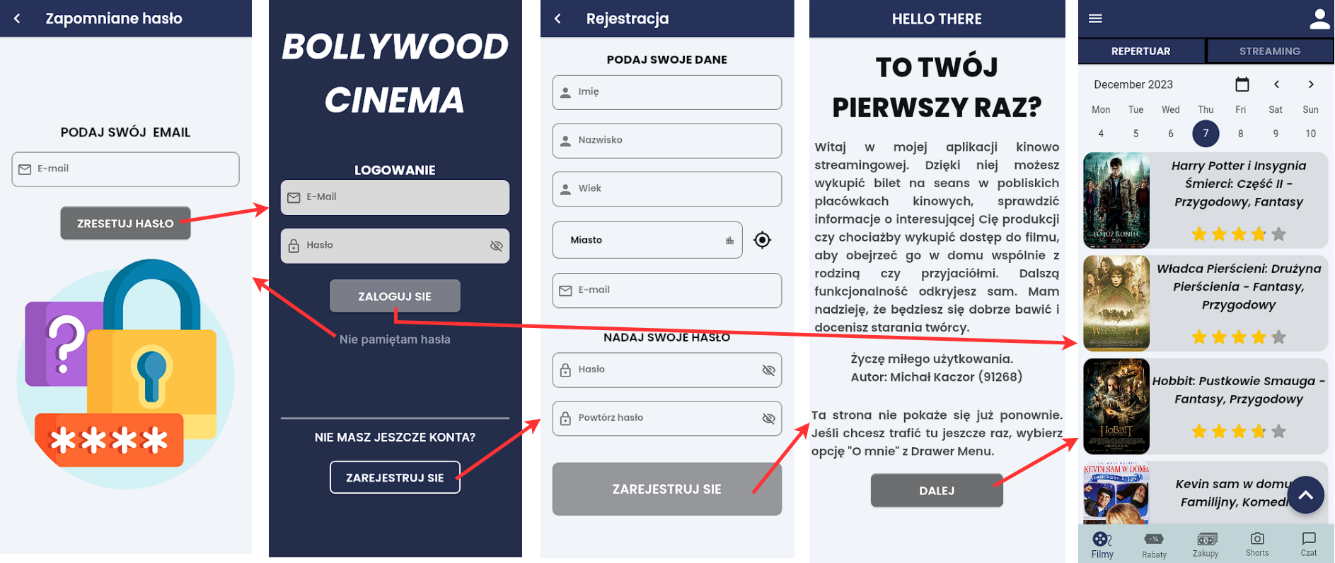 Zapomniane hasło
PODAJ SWÓJ EMAIL
E-mail
ZRESETUJ HASŁO
?
****
BOLLYWOOD
CINEMA
LOGOWANIE
E-Mail
Hasło
ZALOGUJ SIE
Nie pamiętam hasła
NIE MASZ JESZCZE KONTA?
ZAREJESTRUJ SIE
Rejestracja
PODAJ SWOJE DANE
Imię
Nazwisko
Wiek
Miasto
E-mail
NADAJ SWOJE HASŁO
Hasło
Powtórz hasło
ZAREJESTRUJ SIE
HELLO THERE
TO TWÓJ
PIERWSZY RAZ?
Witaj w mojej aplikacji kinowo
streamingowej. Dzięki niej możesz
wykupić bilet na seans w pobliskich
placówkach kinowych, sprawdzić
informacje o interesującej Cię produkcji
czy chociażby wykupić dostęp do filmu,
aby obejrzeć go w domu wspólnie z
rodziną czy przyjaciółmi. Dalszą
funkcjonalność odkryjesz sam. Mam
nadzieję, że będziesz się dobrze bawić i
docenisz starania twórcy.
Życzę miłego użytkowania.
Autor: Michał Kaczor (91268)
Ta strona nie pokaże się już ponownie.
Jeśli chcesz trafić tu jeszcze raz, wybierz
opcję "O mnie" z Drawer Menu.
DALEJ
REPERTUAR STREAMING
December 2023
Mon Tue Wed Thu Fri Sat Sun
4 5 6 7 8 9 10
Harry Potter i Insygnia
Śmierci: Część II -
Przygodowy, Fantasy
Władca Pierścieni: Drużyna
Pierścienia - Fantasy,
Przygodowy
Hobbit: Pustkowie Smauga -
Fantasy, Przygodowy
HOBBIT
KEVIN SAM W DOMU
Kevin sam w domu
Familijny, Komedi
Filmy Rabaty Zakupy Shorts Czat